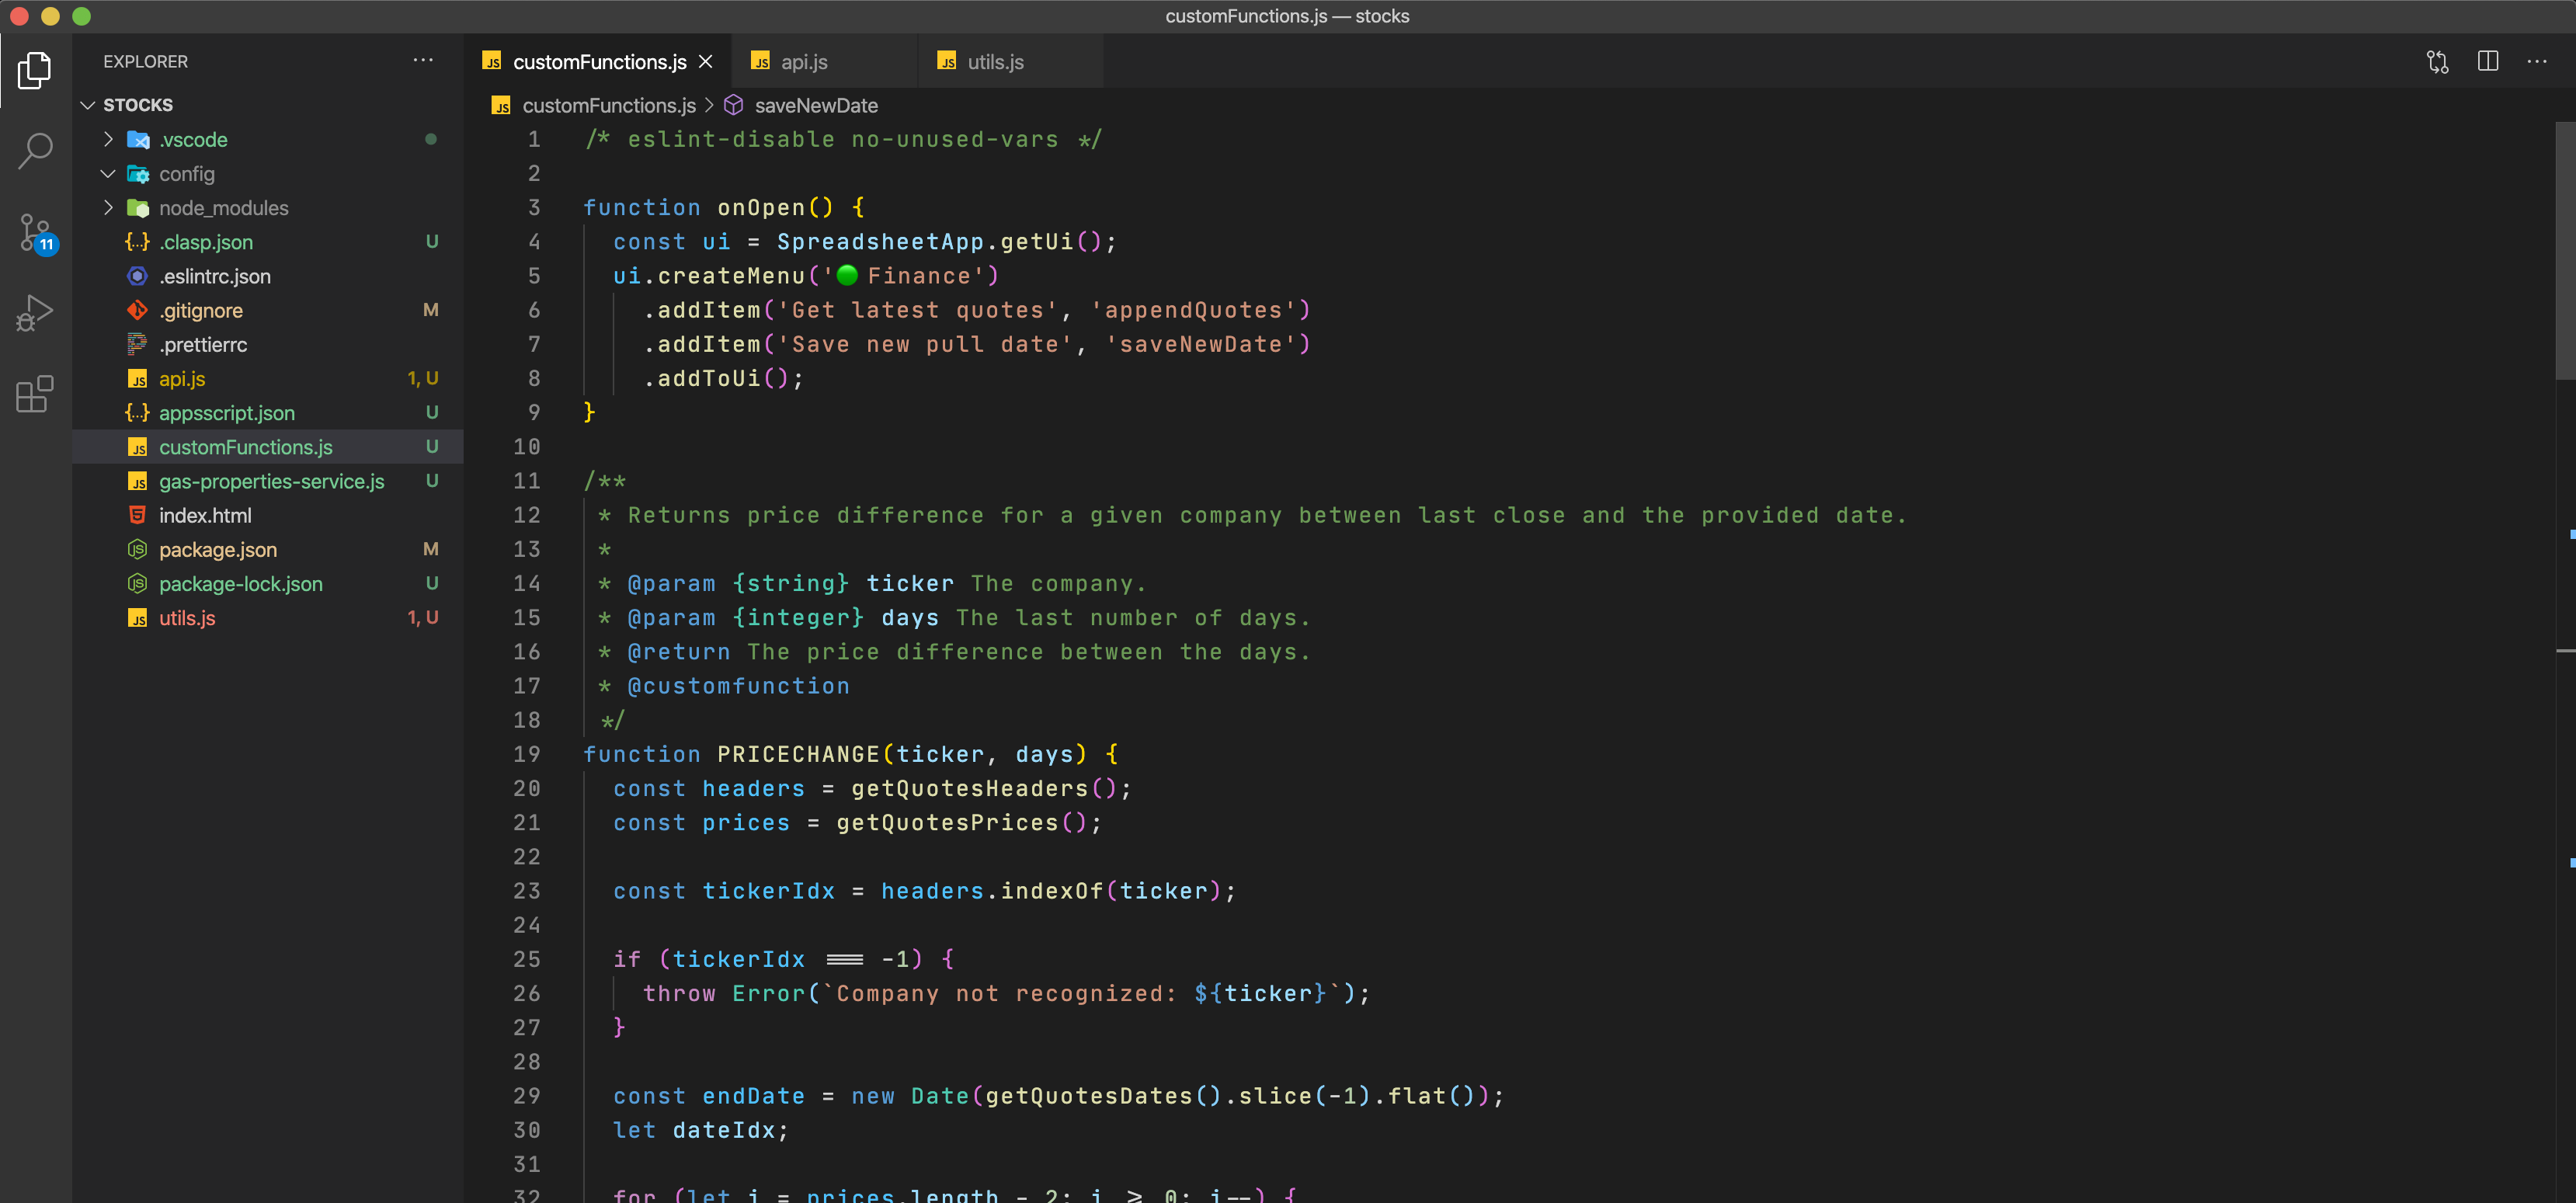 customFunctions.js — stocks
EXPLORER
STOCKS
.vscode
config
node_modules
.clasp.json U
.eslintrc.json
.gitignore M
.prettierrc
api.js 1, U
appsscript.json U
customFunctions.js U
gas-properties-service.js U
index.html
package.json M
package-lock.json U
utils.js 1, U
11
JS customFunctions.js
JS api.js
JS utils.js
JS customFunctions.js > saveNewDate
1 /* eslint-disable no-unused-vars */
2
3 function onOpen() {
4 const ui = SpreadsheetApp.getUi();
5 ui.createMenu('🟢 Finance')
6 .addItem('Get latest quotes', 'appendQuotes')
7 .addItem('Save new pull date', 'saveNewDate')
8 .addToUi();
9 }
10
11 /**
12 * Returns price difference for a given company between last close and the provided date.
13 *
14 * @param {string} ticker The company.
15 * @param {integer} days The last number of days.
16 * @return The price difference between the days.
17 * @customfunction
18 */
19 function PRICECHANGE(ticker, days) {
20 const headers = getQuotesHeaders();
21 const prices = getQuotesPrices();
22
23 const tickerIdx = headers.indexOf(ticker);
24
25 if (tickerIdx === -1) {
26 throw Error(`Company not recognized: ${ticker}`);
27 }
28
29 const endDate = new Date(getQuotesDates().slice(-1).flat());
30 let dateIdx;
31
32 for (let i = prices.length - 2; i >= 0; i--) {